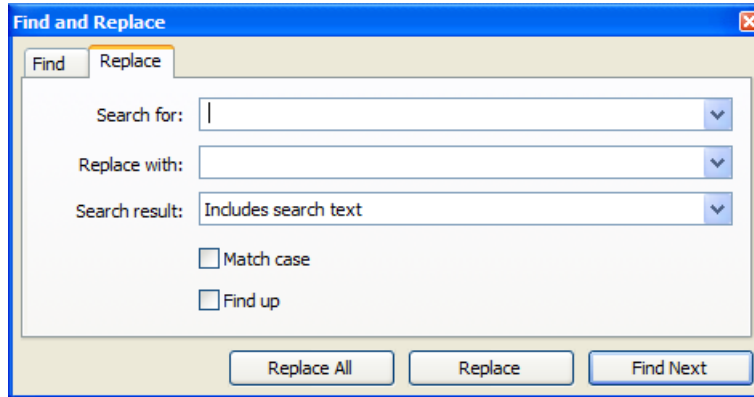 Find and Replace
Find Replace
Search for:
Replace with:
Search result: Includes search text
Match case
Find up
Replace All Replace Find Next